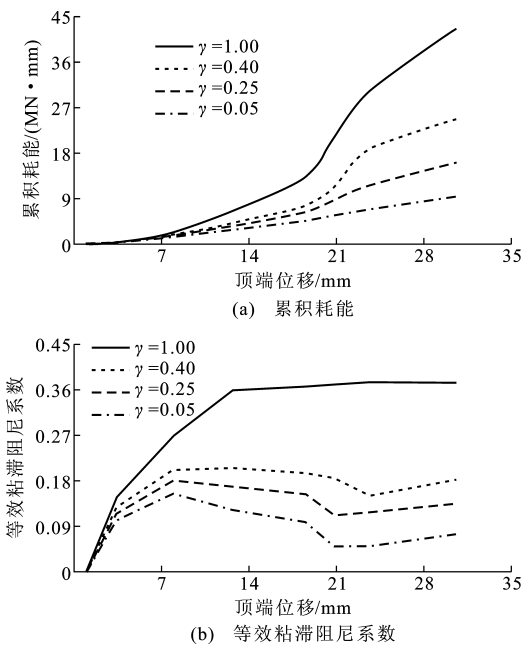 45
36
27
18
9
0
累积耗能/(MN·mm)
γ=1.00
γ=0.40
γ=0.25
γ=0.05
7 14 21 28 35
顶端位移/mm
(a) 累积耗能
0.45
0.36
0.27
0.18
0.09
0
等效粘滞阻尼系数
γ=1.00
γ=0.40
γ=0.25
γ=0.05
7 14 21 28 35
顶端位移/mm
(b) 等效粘滞阻尼系数